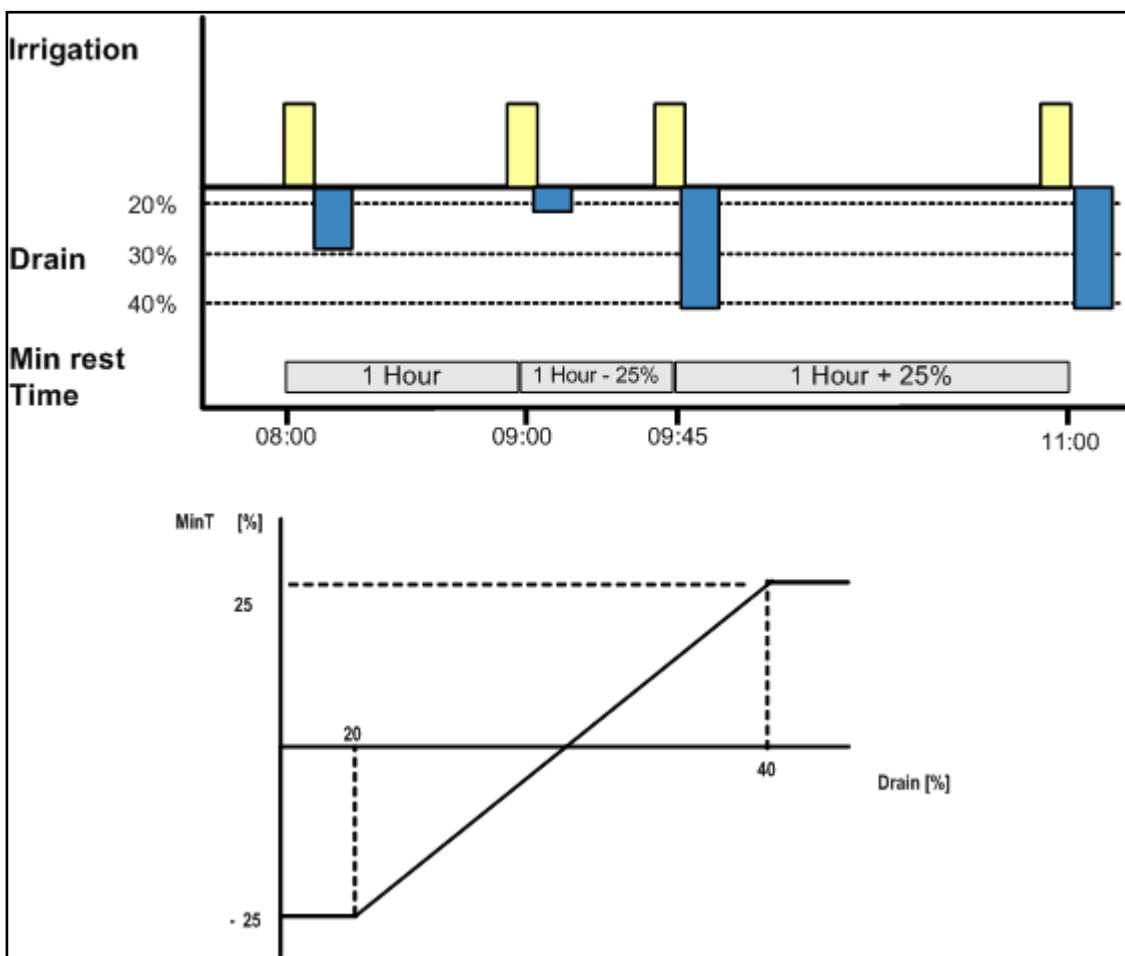 Irrigation
20%
Drain 30%
40%
Min rest
Time
1 Hour
1 Hour - 25%
1 Hour + 25%
08:00 09:00 09:45 11:00
MinT [%]
25
20
40
Drain [%]
- 25